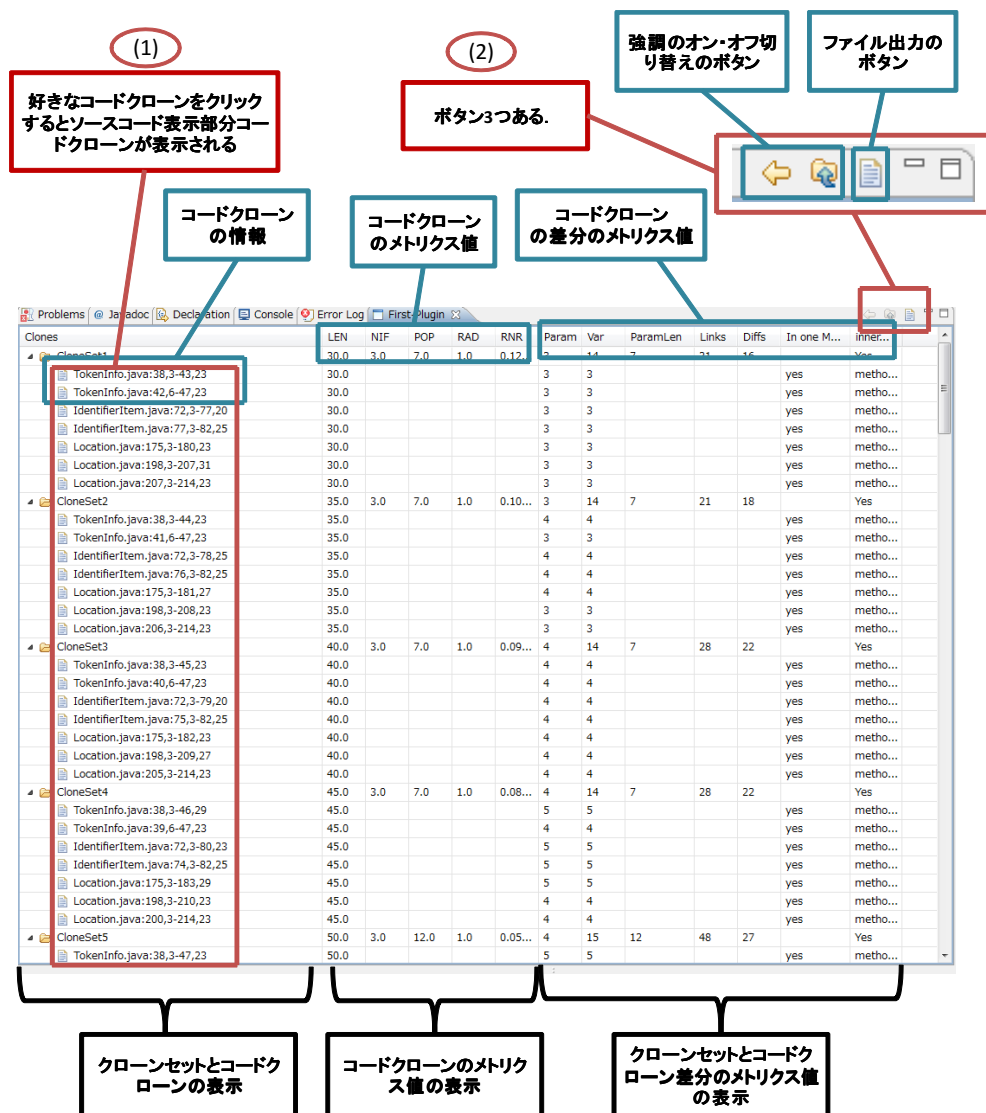 (1)
(2)
好きなコードクローンをクリック
するとソースコード表示部分コー
ドクローンが表示される
ボタン3つある.
強調のオン・オフ切
り替えのボタン
ファイル出力の
ボタン
コードクローン
の情報
コードクローン
のメトリクス値
コードクローン
の差分のメトリクス値
Problems @ Javadoc Declaration Console Error Log First-Plugin
Clones LEN NIF POP RAD RNR Param Var ParamLen Links Diffs In one M... inner...
CloneSet1 30.0 3.0 7.0 1.0 0.12... 3 14 7 21 16 Yes
TokenInfo.java:38,3-43,23 30.0 3 3 yes metho...
TokenInfo.java:42,6-47,23 30.0 3 3 yes metho...
IdentifierItem.java:72,3-77,20 30.0 3 3 yes metho...
IdentifierItem.java:77,3-82,25 30.0 3 3 yes metho...
Location.java:175,3-180,23 30.0 3 3 yes metho...
Location.java:198,3-207,31 30.0 3 3 yes metho...
Location.java:207,3-214,23 30.0 3 3 yes metho...
CloneSet2 35.0 3.0 7.0 1.0 0.10... 3 14 7 21 18 Yes
TokenInfo.java:38,3-44,23 35.0 4 4 yes metho...
TokenInfo.java:41,6-47,23 35.0 3 3 yes metho...
IdentifierItem.java:72,3-78,25 35.0 4 4 yes metho...
IdentifierItem.java:76,3-82,25 35.0 4 4 yes metho...
Location.java:175,3-181,27 35.0 4 4 yes metho...
Location.java:198,3-208,23 35.0 3 3 yes metho...
Location.java:206,3-214,23 35.0 3 3 yes metho...
CloneSet3 40.0 3.0 7.0 1.0 0.09... 4 14 7 28 22 Yes
TokenInfo.java:38,3-45,23 40.0 4 4 yes metho...
TokenInfo.java:40,6-47,23 40.0 4 4 yes metho...
IdentifierItem.java:72,3-79,20 40.0 4 4 yes metho...
IdentifierItem.java:75,3-82,25 40.0 4 4 yes metho...
Location.java:175,3-182,23 40.0 4 4 yes metho...
Location.java:198,3-209,27 40.0 4 4 yes metho...
Location.java:205,3-214,23 40.0 4 4 yes metho...
CloneSet4 45.0 3.0 7.0 1.0 0.08... 4 14 7 28 22 Yes
TokenInfo.java:38,3-46,29 45.0 5 5 yes metho...
TokenInfo.java:39,6-47,23 45.0 4 4 yes metho...
IdentifierItem.java:72,3-80,23 45.0 5 5 yes metho...
IdentifierItem.java:74,3-82,25 45.0 5 5 yes metho...
Location.java:175,3-183,29 45.0 5 5 yes metho...
Location.java:198,3-210,23 45.0 4 4 yes metho...
Location.java:200,3-214,23 45.0 4 4 yes metho...
CloneSet5 50.0 3.0 12.0 1.0 0.05... 4 15 12 48 27 Yes
TokenInfo.java:38,3-47,23 50.0 5 5 yes metho...
クローンセットとコードク
ローンの表示
コードクローンのメトリク
ス値の表示
クローンセットとコードク
ローン差分のメトリクス値
の表示